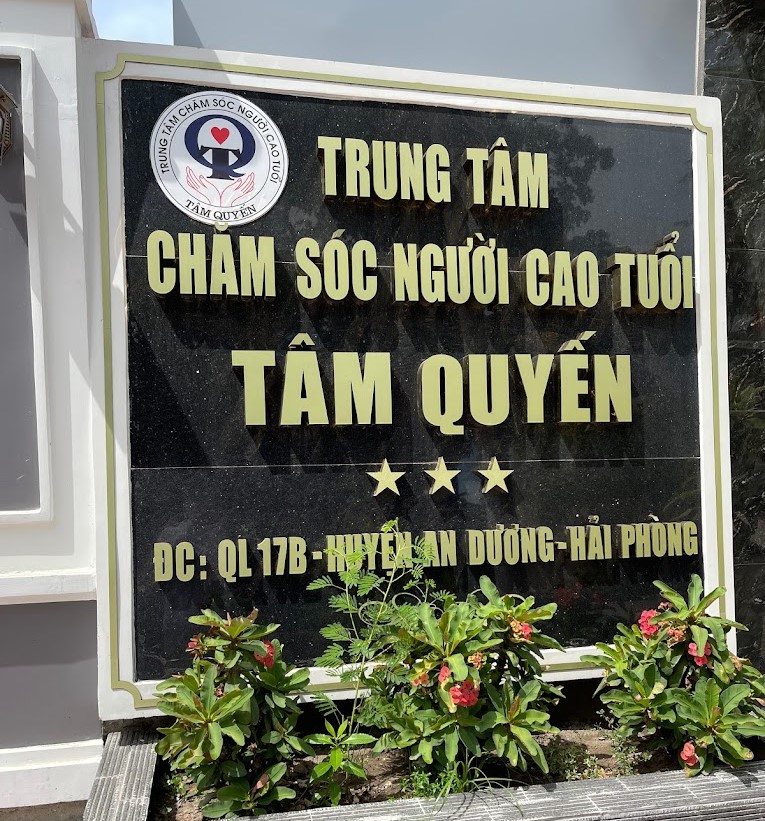 TRUNG TÂM CHĂM SÓC NGƯỜI CAO TUỔI
QT
TÂM QUYẾN
TRUNG TÂM
CHĂM SÓC NGƯỜI CAO TUỔI
TÂM QUYẾN
ĐC: QL 17B - HUYỆN AN DƯƠNG - HẢI PHÒNG